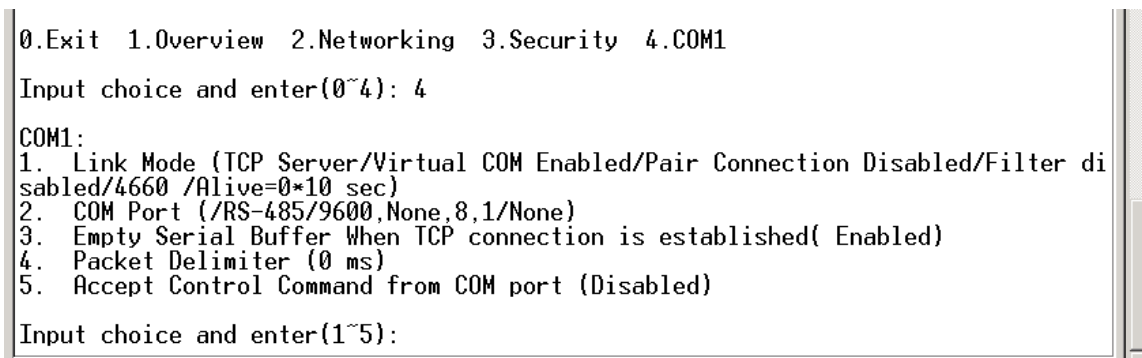 0.Exit  1.Overview  2.Networking  3.Security  4.COM1
Input choice and enter(0~4): 4
COM1:
1.  Link Mode (TCP Server/Virtual COM Enabled/Pair Connection Disabled/Filter di
sabled/4660 /Alive=0*10 sec)
2.  COM Port (/RS-485/9600,None,8,1/None)
3.  Empty Serial Buffer When TCP connection is established( Enabled)
4.  Packet Delimiter (0 ms)
5.  Accept Control Command from COM port (Disabled)
Input choice and enter(1~5):